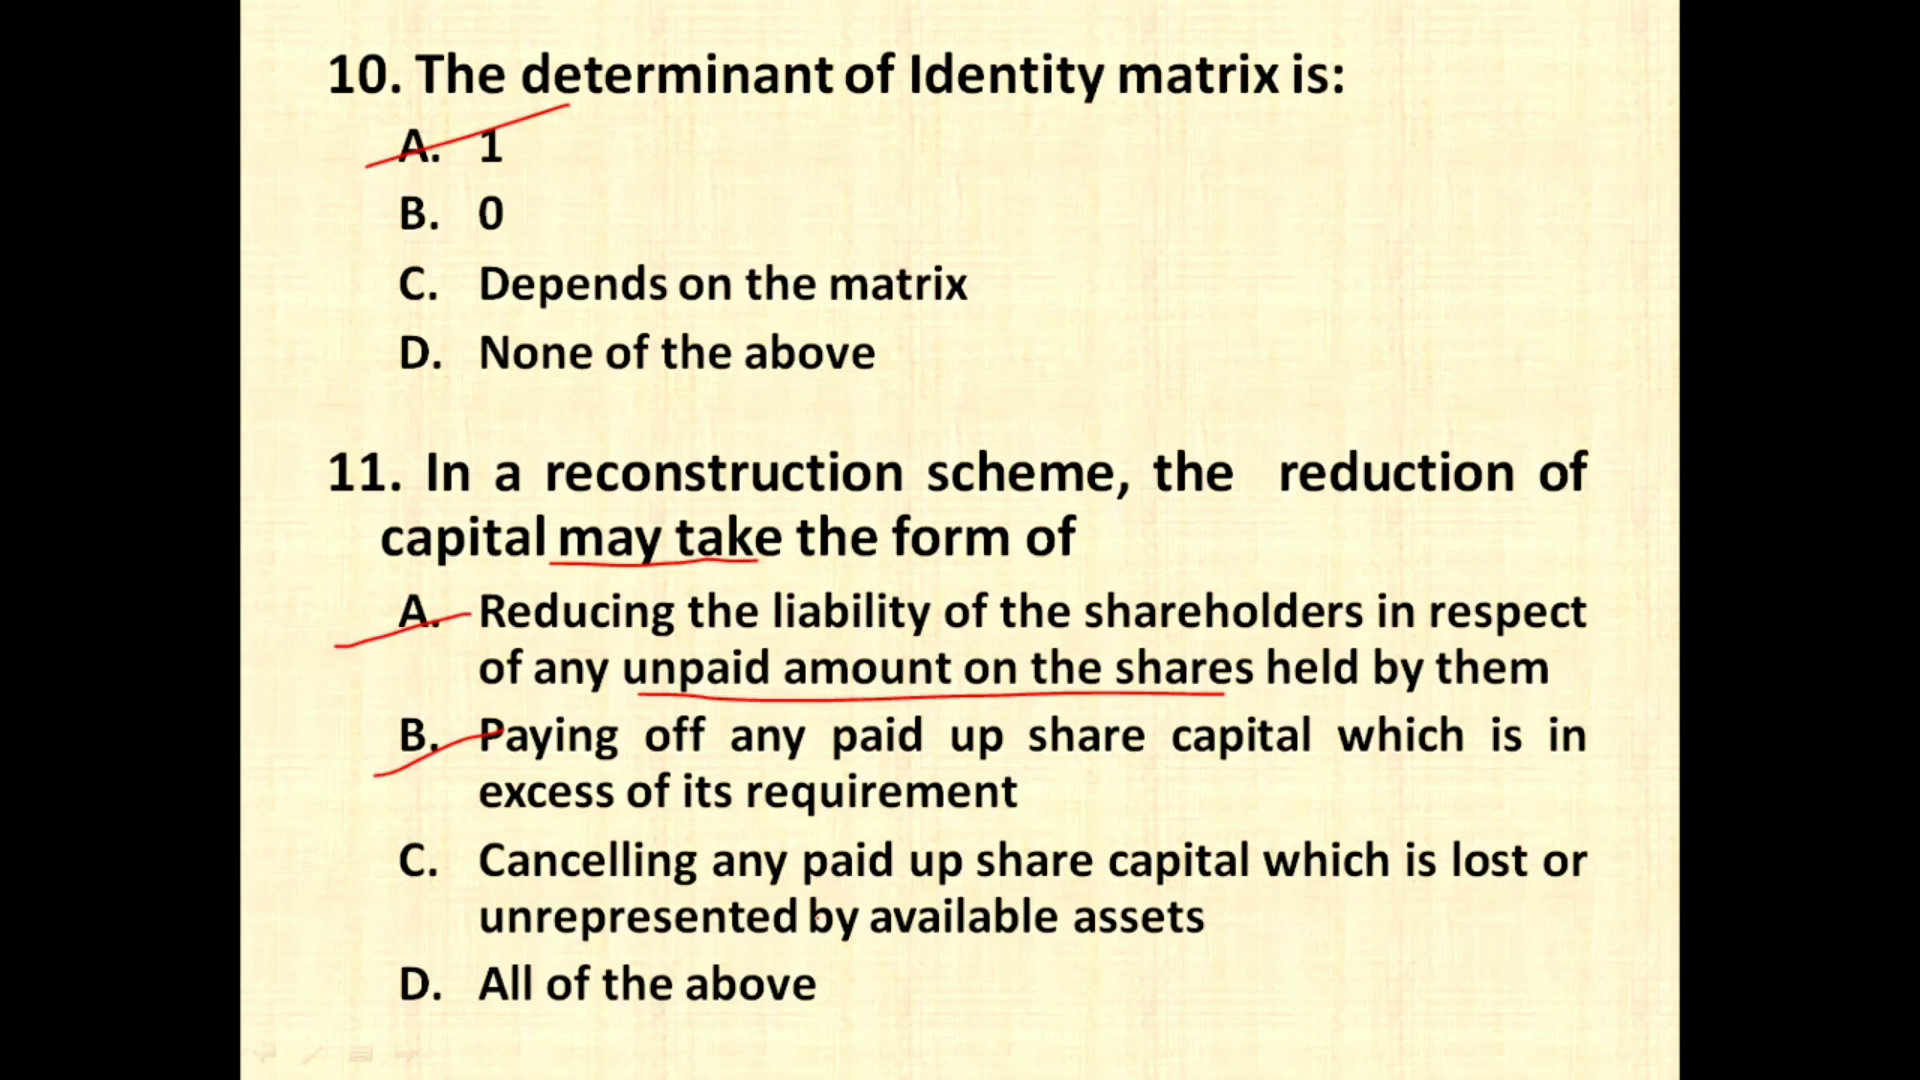 10. The determinant of Identity matrix is:
A. 1
B. 0
C. Depends on the matrix
D. None of the above
11. In a reconstruction scheme, the reduction of
capital may take the form of
A. Reducing the liability of the shareholders in respect
of any unpaid amount on the shares held by them
B. Paying off any paid up share capital which is in
excess of its requirement
C. Cancelling any paid up share capital which is lost or
unrepresented by available assets
D. All of the above